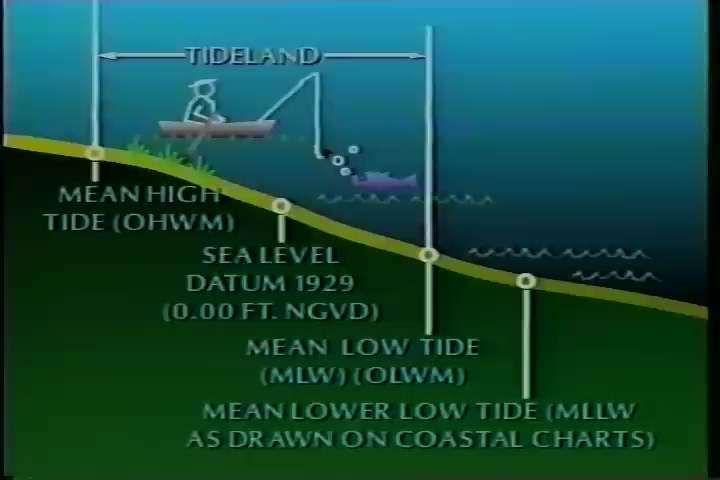 TIDELAND
MEAN HIGH
TIDE (OHWM)
SEA LEVEL
DATUM 1929
(0.00 FT. NGVD)
MEAN LOW TIDE
(MLW) (OLWM)
MEAN LOWER LOW TIDE (MLLW
AS DRAWN ON COASTAL CHARTS)